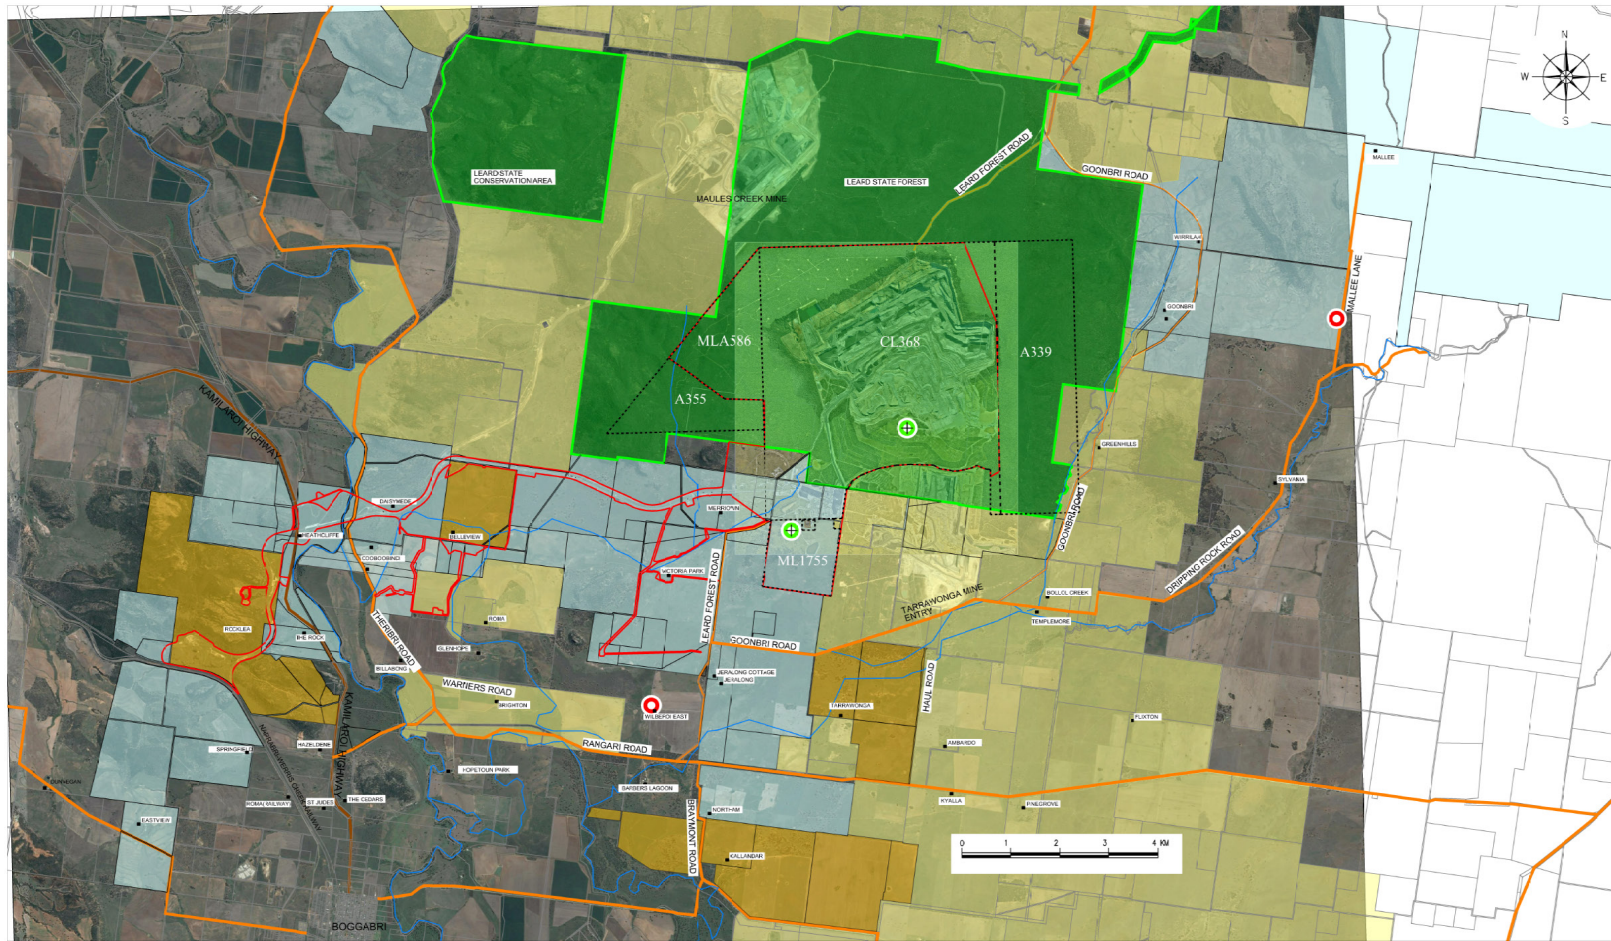 N
W
E
S
MALLEE
LEARD STATE
CONSERVATION AREA
LEARD STATE FOREST
LEARD FOREST ROAD
GOONBRI ROAD
MAULES CREEK MINE
WIRRILAH
MALLEE LANE
GOONBRI
MLA586
CL368
A339
A355
KAMILAROI HIGHWAY
GREENHILLS
SYLVANIA
DAISYMEDE
MERRIOWN
HEATHCLIFFE
BELLEVIEW
COOBOOBINDI
GOONBRI ROAD
DRIPPING ROCK ROAD
ML1755
VICTORIA PARK
LEARD FOREST ROAD
TARRAWONGA MINE
ENTRY
BOLLOL CREEK
TEMPLEMORE
ROMA
ROCKLEA
THE ROCK
THERIBRI ROAD
GLENHOPE
BILLABONG
GOONBRI ROAD
JERALONG COTTAGE
JERALONG
HAUL ROAD
WARNERS ROAD
BRIGHTON
TARRAWONGA
WILBEROI EAST
FLIXTON
KAMILAROI HIGHWAY
HAZELDENE
SPRINGFIELD
RANGARI ROAD
AMBARDO
HOPETOUN PARK
BARBERS LAGOON
ROMA (RAILWAY)
ST JUDES
THE CEDARS
EASTVIEW
BRAYMONT ROAD
NORTHAM
KYALLA
PINEGROVE
KALLANDAR
0 1 2 3 4 KM
BOGGABRI